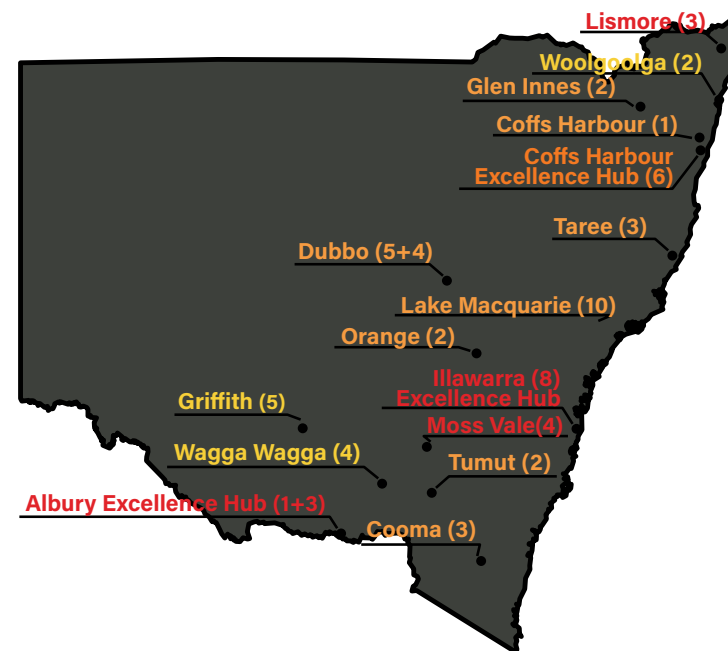 Lismore (3)
Woolgoolga (2)
Glen Innes (2)
Coffs Harbour (1)
Coffs Harbour
Excellence Hub (6)
Taree (3)
Dubbo (5+4)
Lake Macquarie (10)
Orange (2)
Illawarra (8)
Excellence Hub
Griffith (5)
Moss Vale(4)
Wagga Wagga (4)
Tumut (2)
Albury Excellence Hub (1+3)
Cooma (3)